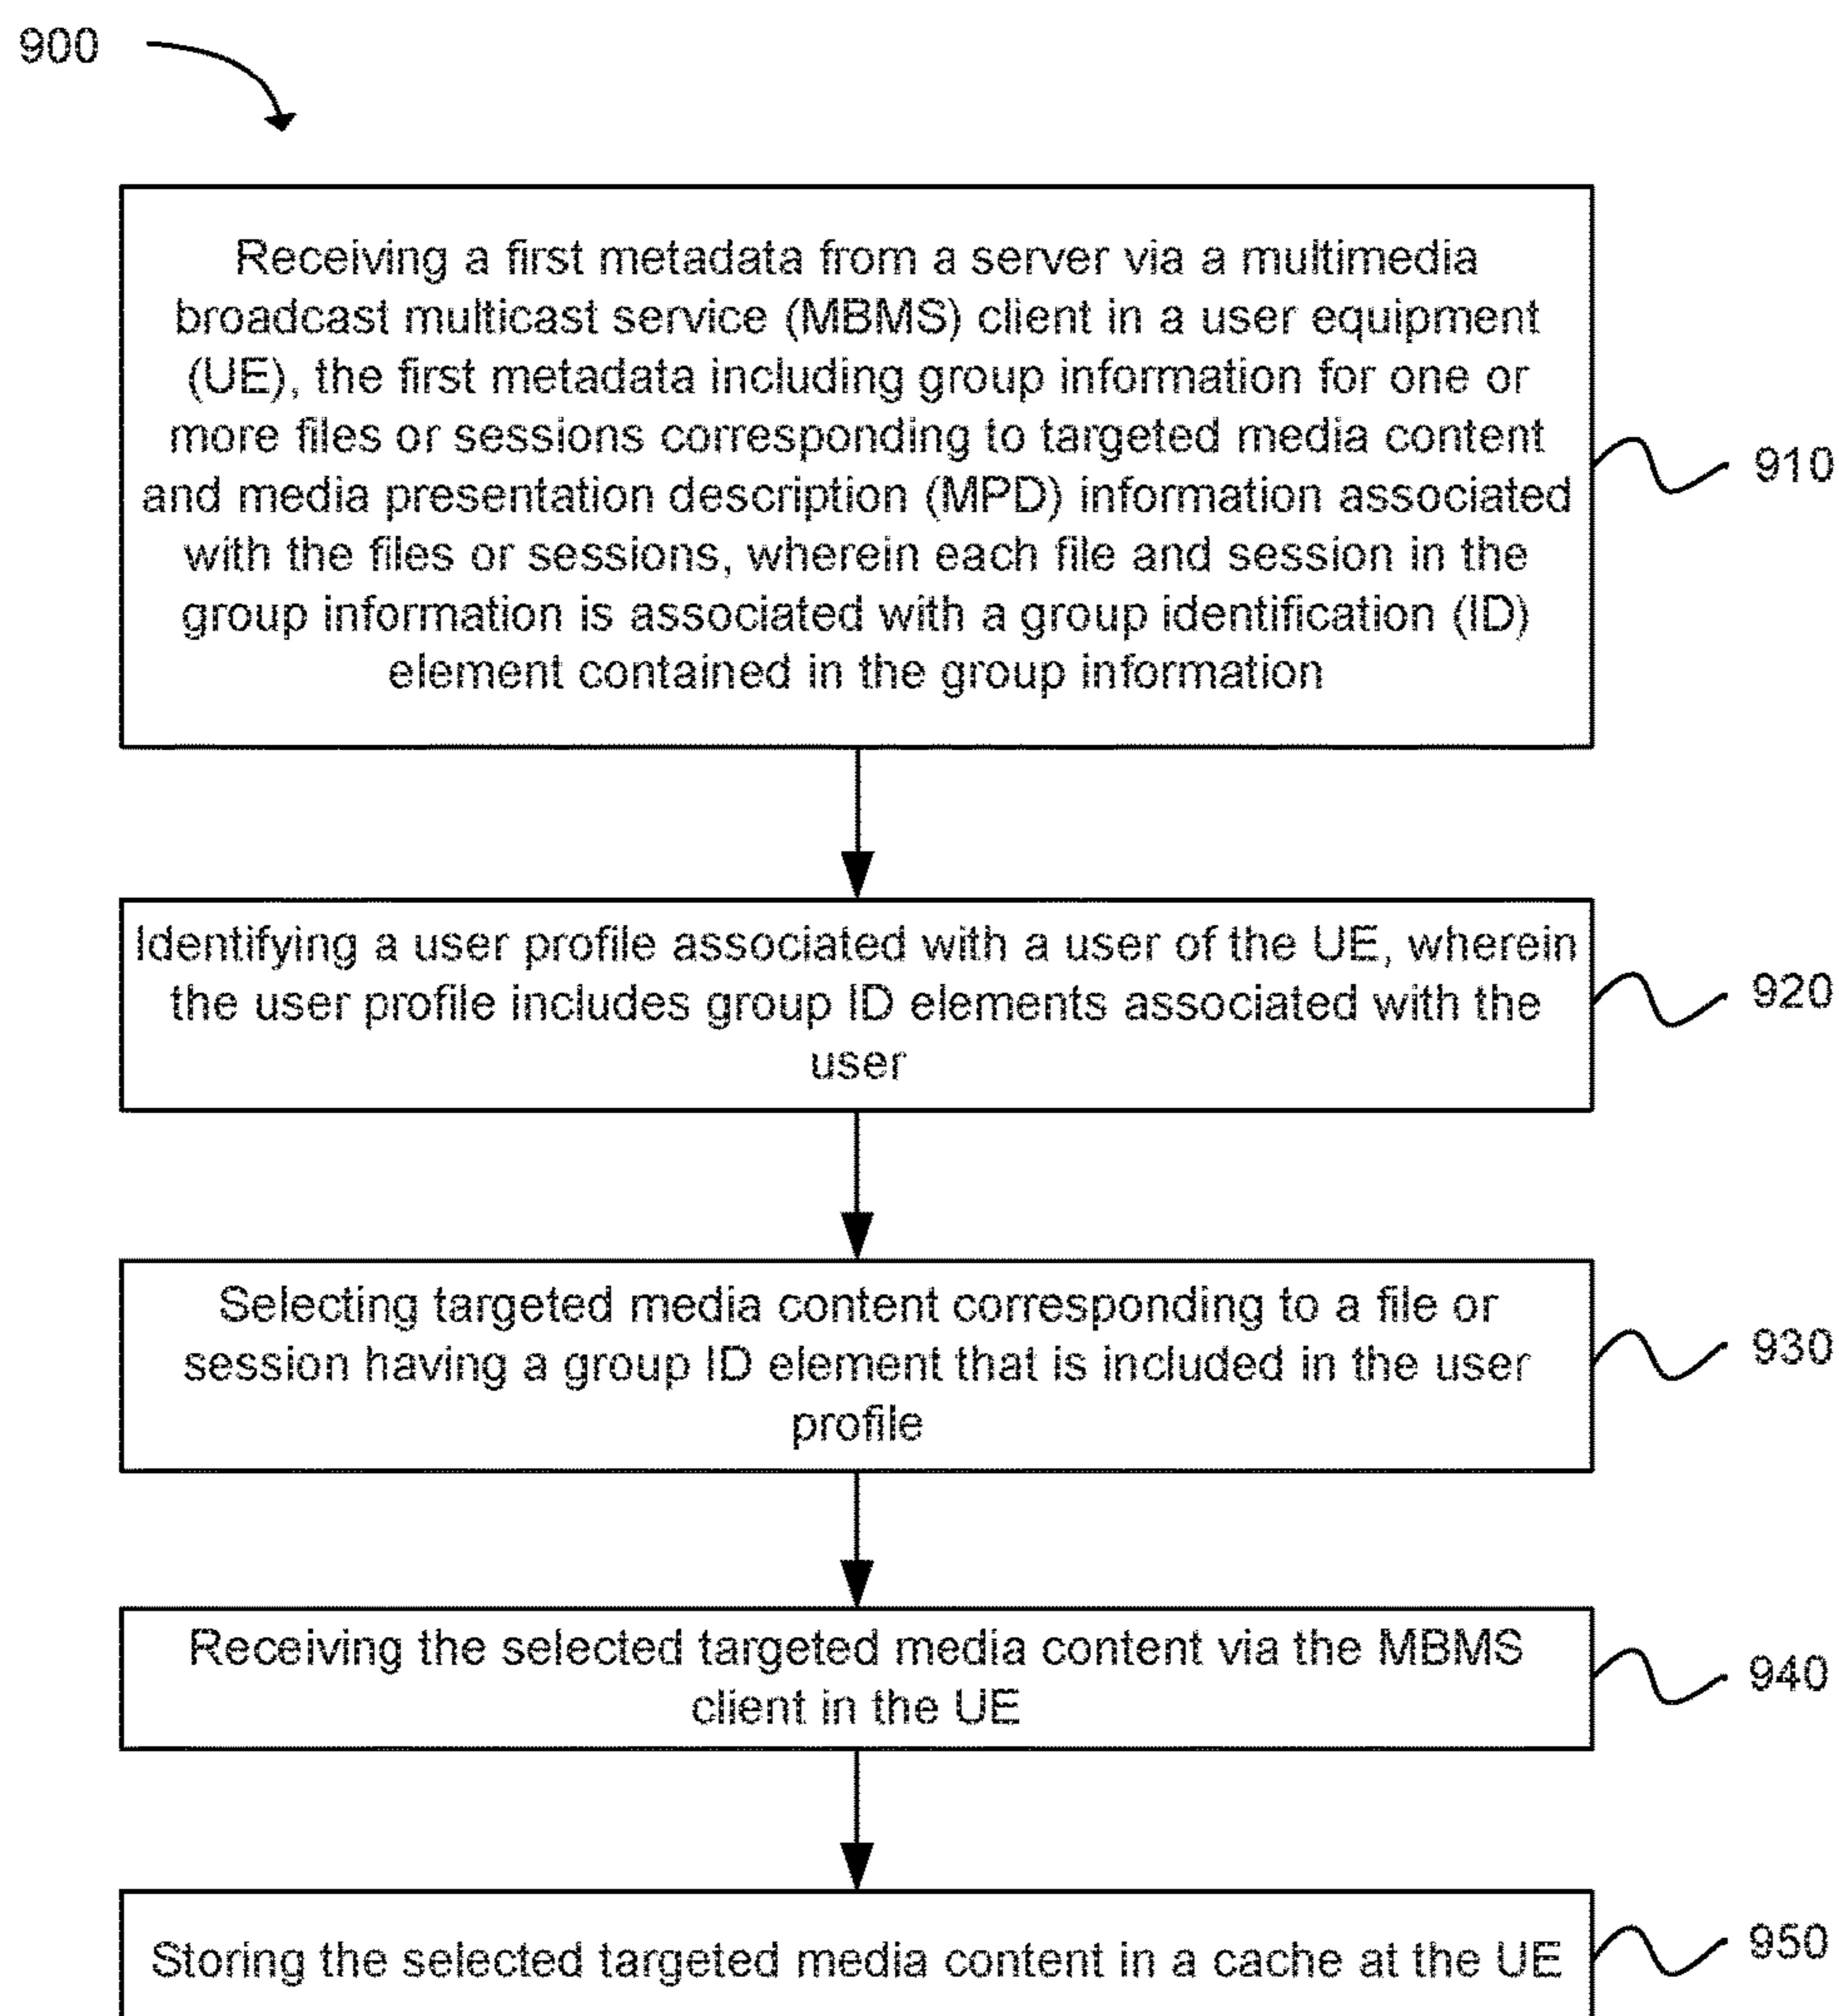 900
Receiving a first metadata from a server via a multimedia
broadcast multicast service (MBMS) client in a user equipment
(UE), the first metadata including group information for one or
more files or sessions corresponding to targeted media content
and media presentation description (MPD) information associated
with the files or sessions, wherein each file and session in the
group information is associated with a group identification (ID)
element contained in the group information
910
Identifying a user profile associated with a user of the UE, wherein
the user profile includes group ID elements associated with the
user
920
Selecting targeted media content corresponding to a file or
session having a group ID element that is included in the user
profile
930
Receiving the selected targeted media content via the MBMS
client in the UE
940
Storing the selected targeted media content in a cache at the UE
950